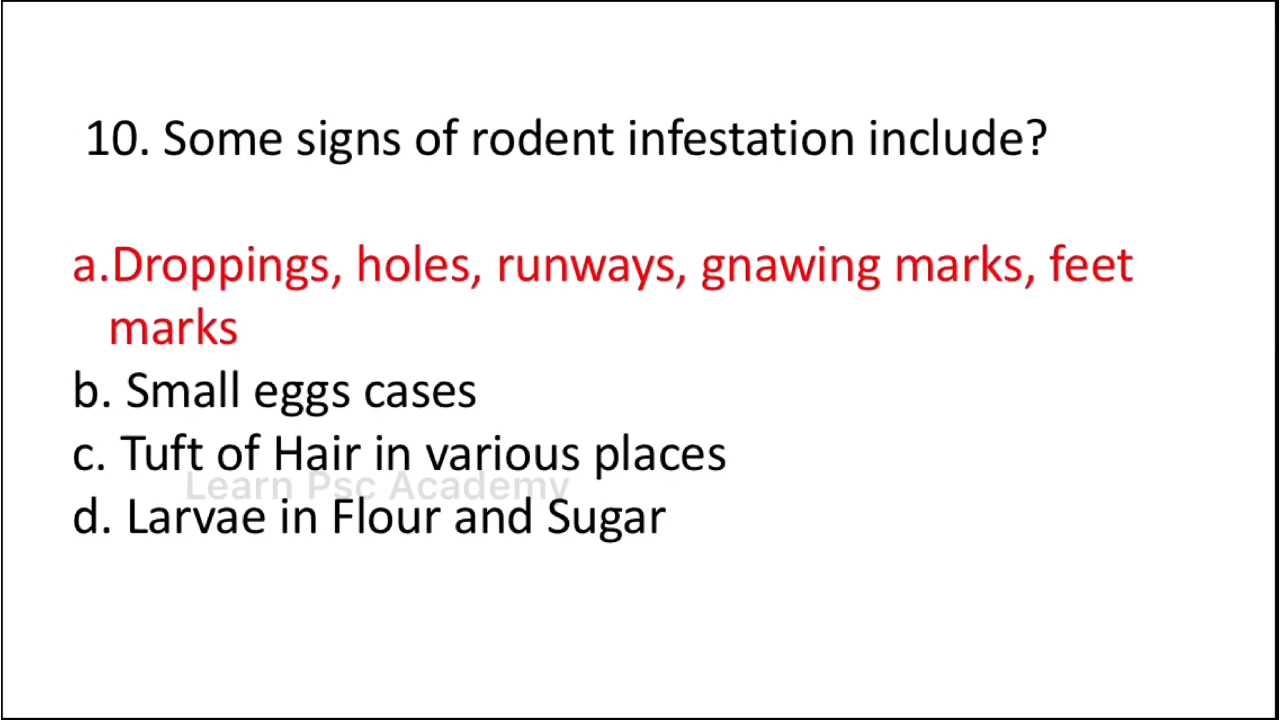 10. Some signs of rodent infestation include?
a.Droppings, holes, runways, gnawing marks, feet
marks
b. Small eggs cases
c. Tuft of Hair in various places
Learn Psc Academy
d. Larvae in Flour and Sugar